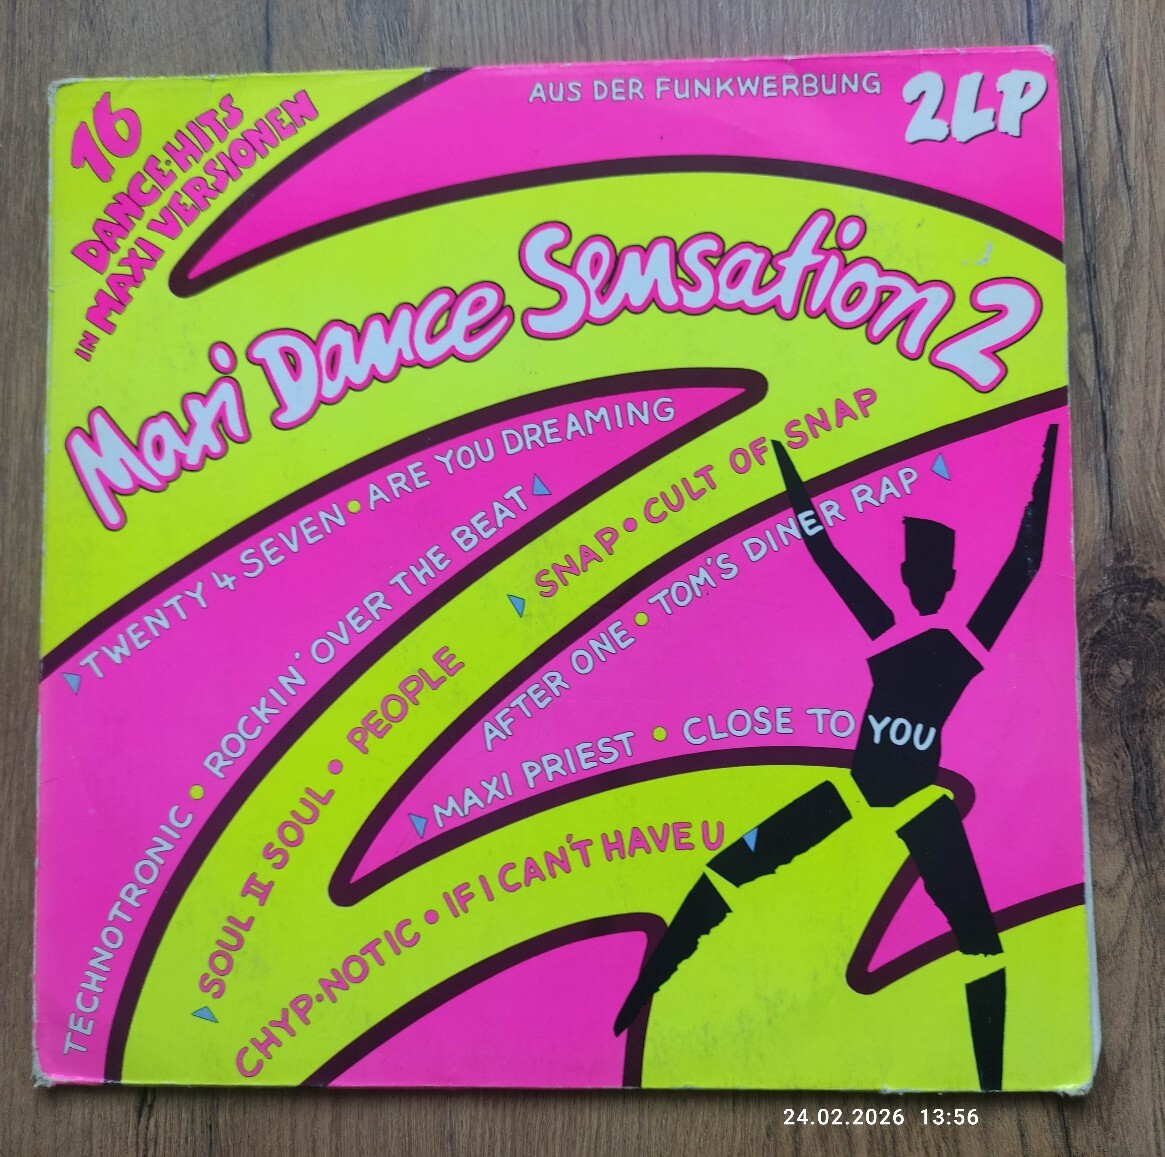 16
DANCE·HITS
IN MAXI VERSIONEN
AUS DER FUNKWERBUNG
2LP
Maxi Dance Sensation 2
TWENTY 4 SEVEN • ARE YOU DREAMING
TECHNOTRONIC • ROCKIN' OVER THE BEAT
SOUL II SOUL • PEOPLE
SNAP • CULT OF SNAP
AFTER ONE • TOM'S DINER RAP
MAXI PRIEST • CLOSE TO YOU
CHYP·NOTIC • IF I CAN'T HAVE U
24.02.2026 13:56